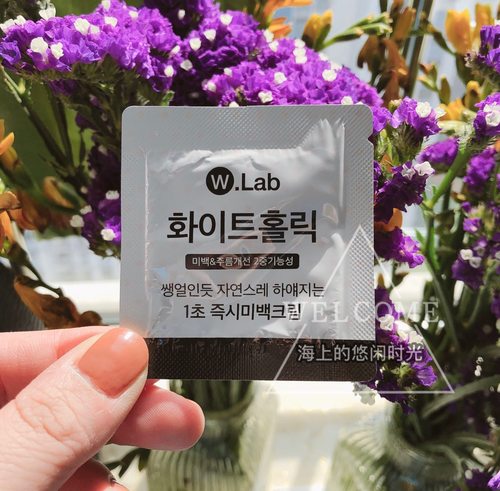 W.Lab
화이트홀릭
미백&주름개선 2중기능성
쌩얼인듯 자연스레 하얘지는
1초 즉시미백크림
WELCOME
海上的悠闲时光